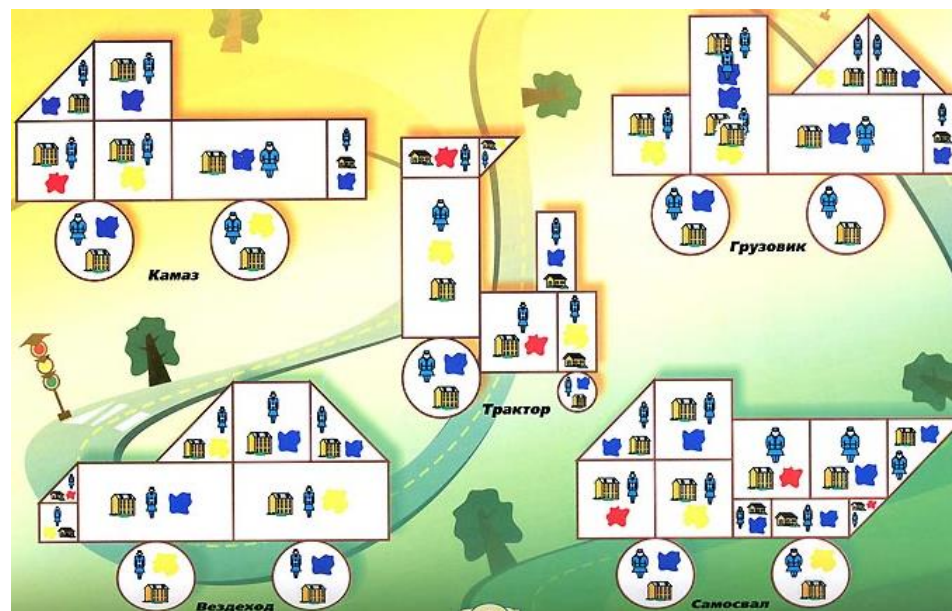 Камаз
Грузовик
Трактор
Вездеход
Самосвал